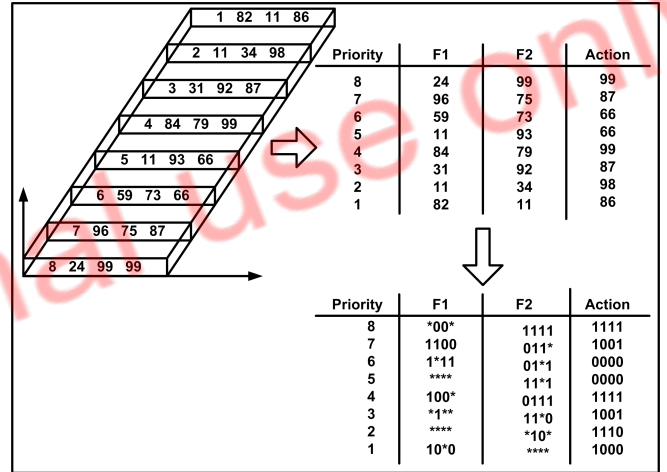 1 82 11 86
2 11 34 98
3 31 92 87
4 84 79 99
5 11 93 66
6 59 73 66
7 96 75 87
8 24 99 99
Priority F1 F2 Action
8 24 99 99
7 96 75 87
6 59 73 66
5 11 93 66
4 84 79 99
3 31 92 87
2 11 34 98
1 82 11 86
Priority F1 F2 Action
8 *00* 1111 1111
7 1100 011* 1001
6 1*11 01*1 0000
5 **** 11*1 0000
4 100* 0111 1111
3 *1** 11*0 1001
2 **** *10* 1110
1 10*0 **** 1000
nal use only